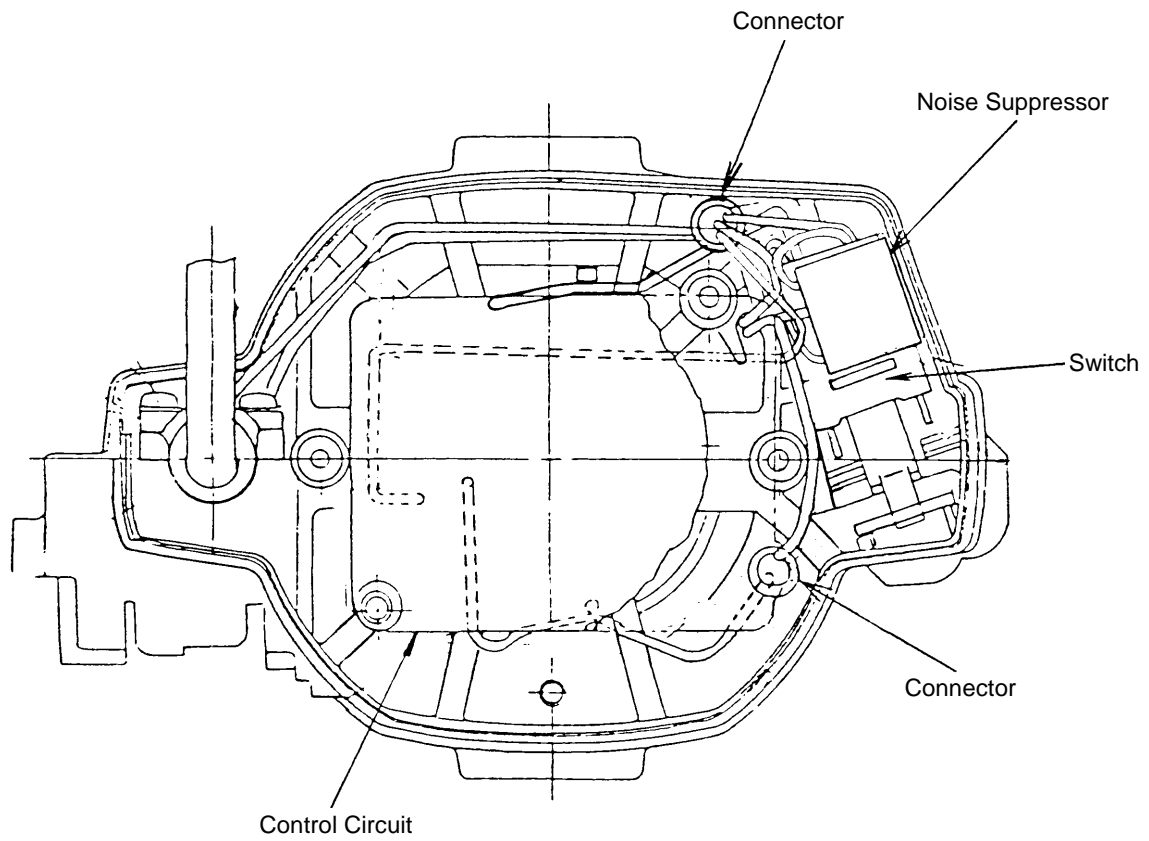 Connector
Noise Suppressor
Switch
Connector
Control Circuit